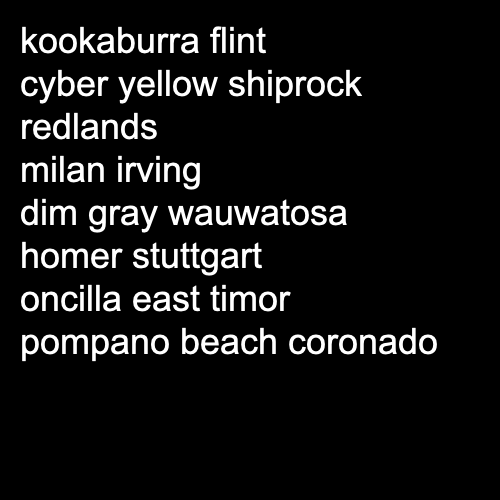 kookaburra flint
cyber yellow shiprock
redlands
milan irving
dim gray wauwatosa
homer stuttgart
oncilla east timor
pompano beach coronado